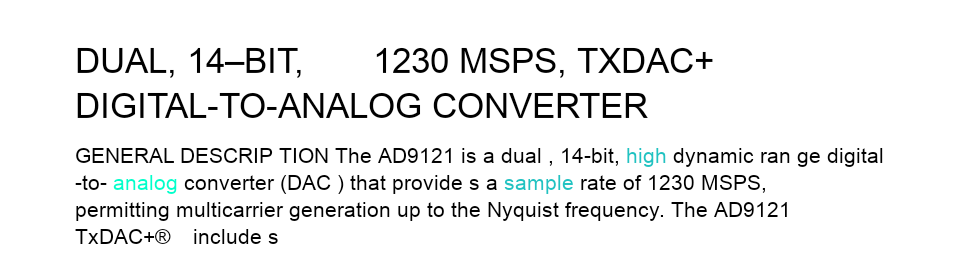 DUAL, 14–BIT, 1230 MSPS, TXDAC+
DIGITAL-TO-ANALOG CONVERTER
GENERAL DESCRIP TION The AD9121 is a dual , 14-bit, high dynamic ran ge digital
-to- analog converter (DAC ) that provide s a sample rate of 1230 MSPS,
permitting multicarrier generation up to the Nyquist frequency. The AD9121
TxDAC+® include s